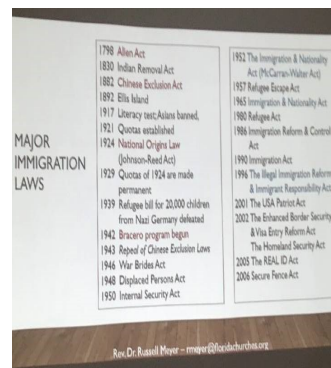 MAJOR
IMMIGRATION
LAWS
1798 Alien Act
1830 Indian Removal Act
1882 Chinese Exclusion Act
1892 Ellis Island
1917 Literacy test; Asians banned,
1921 Quotas established
1924 National Origins Law
(Johnson-Reed Act)
1929 Quotas of 1924 are made
permanent
1939 Refugee bill for 20,000 children
from Nazi Germany defeated
1942 Bracero program begun
1943 Repeal of Chinese Exclusion Laws
1946 War Brides Act
1948 Displaced Persons Act
1950 Internal Security Act
1952 The Immigration & Nationality
Act (McCarran-Walter Act)
1957 Refugee Escape Act
1965 Immigration & Nationality Act
1980 Refugee Act
1986 Immigration Reform & Control
Act
1990 Immigration Act
1996 The Illegal Immigration Reform
& Immigrant Responsibility Act
2001 The USA Patriot Act
2002 The Enhanced Border Security
& Visa Entry Reform Act
The Homeland Security Act
2005 The REAL ID Act
2006 Secure Fence Act
Rev. Dr. Russell Meyer – rmeyer@floridachurches.org